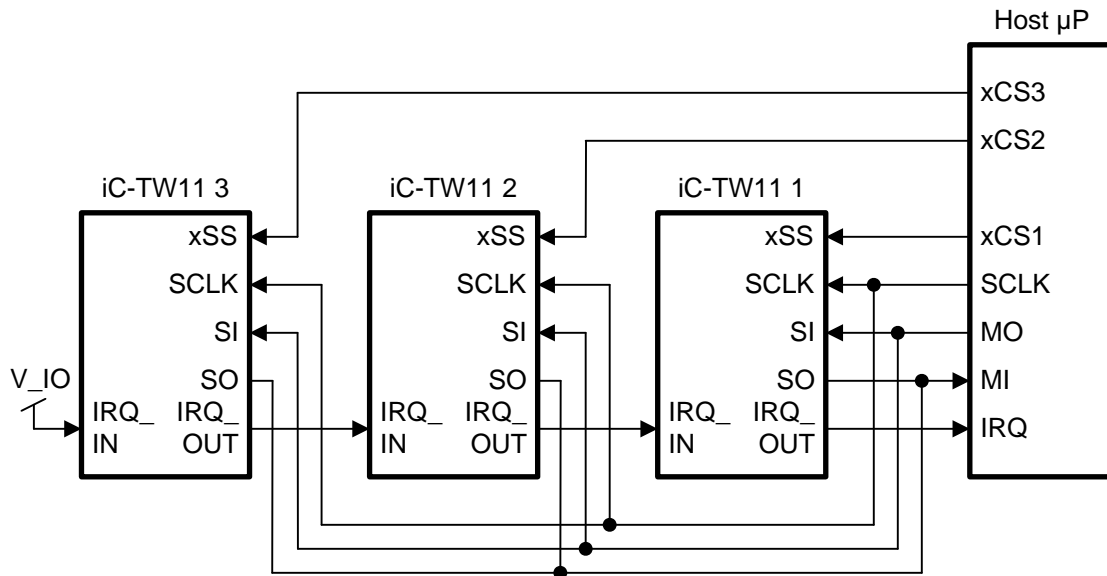 Host µP
xCS3
xCS2
iC-TW11 3
iC-TW11 2
iC-TW11 1
xSS
xSS
xSS
xCS1
SCLK
SCLK
SCLK
SCLK
SI
SI
SI
MO
V_IO
SO
SO
SO
MI
IRQ_
IRQ_
IRQ_
IRQ_
IRQ_
IRQ_
IRQ
IN
OUT
IN
OUT
IN
OUT